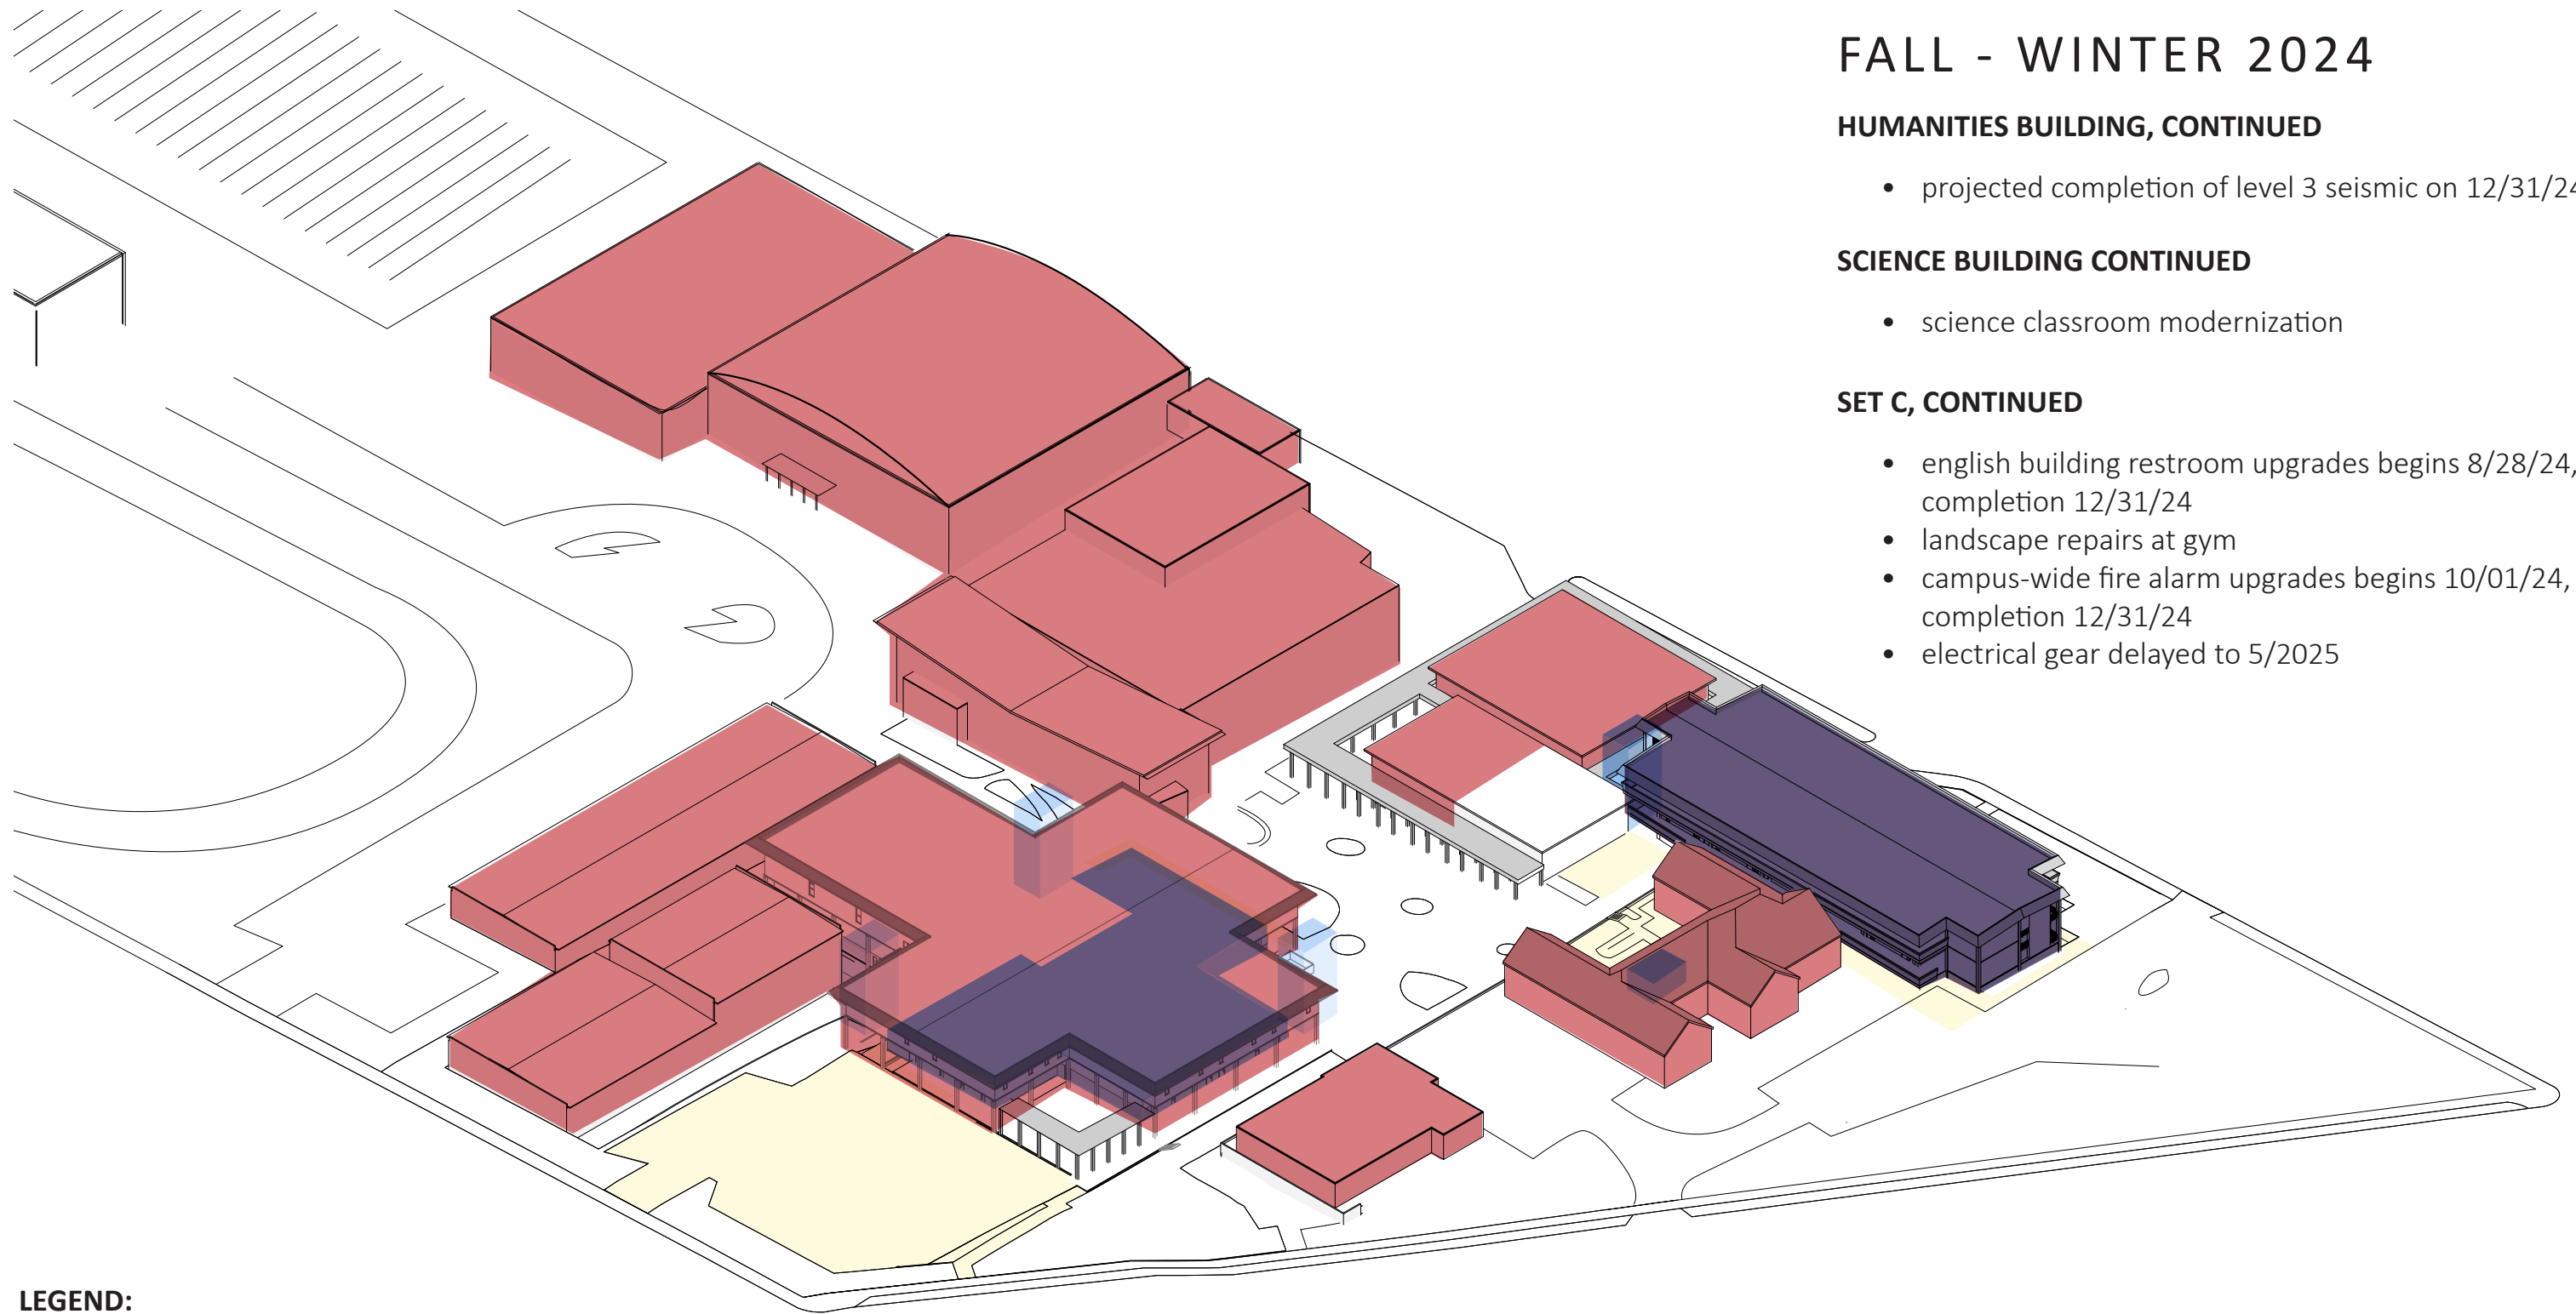 FALL - WINTER 2024
HUMANITIES BUILDING, CONTINUED
• projected completion of level 3 seismic on 12/31/24
SCIENCE BUILDING CONTINUED
• science classroom modernization
SET C, CONTINUED
• english building restroom upgrades begins 8/28/24,
completion 12/31/24
• landscape repairs at gym
• campus-wide fire alarm upgrades begins 10/01/24,
completion 12/31/24
• electrical gear delayed to 5/2025
LEGEND: